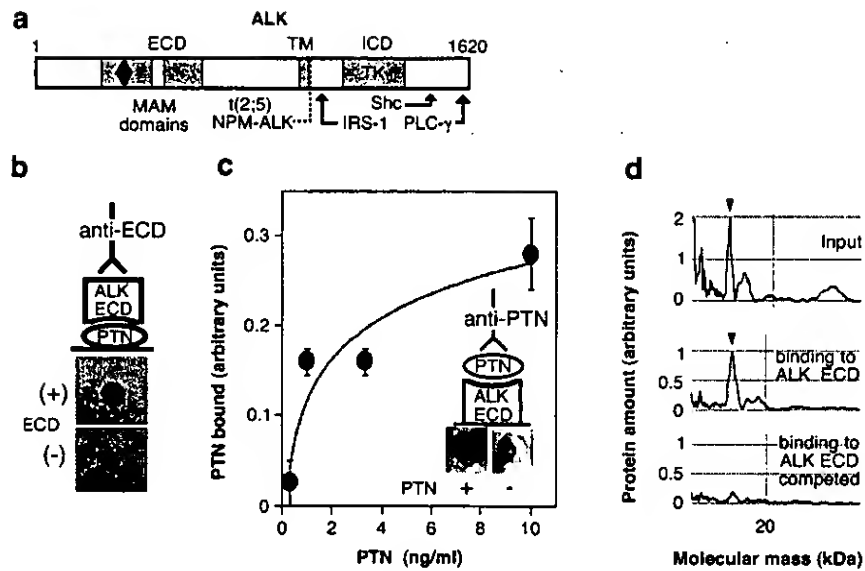 a
ALK
1 ECD TM ICD 1620
TK
MAM
domains
t(2;5)
NPM-ALK
Shc
IRS-1 PLC-γ
b
anti-ECD
ALK
ECD
PTN
(+)
ECD
(-)
c
PTN bound (arbitrary units)
0.3
0.2
0.1
0
0 2 4 6 8 10
PTN (ng/ml)
anti-PTN
PTN
ALK
ECD
PTN + -
d
Protein amount (arbitrary units)
2
1
0
Input
1
0.5
0
binding to
ALK ECD
1
0.5
0
binding to
ALK ECD
competed
20
Molecular mass (kDa)